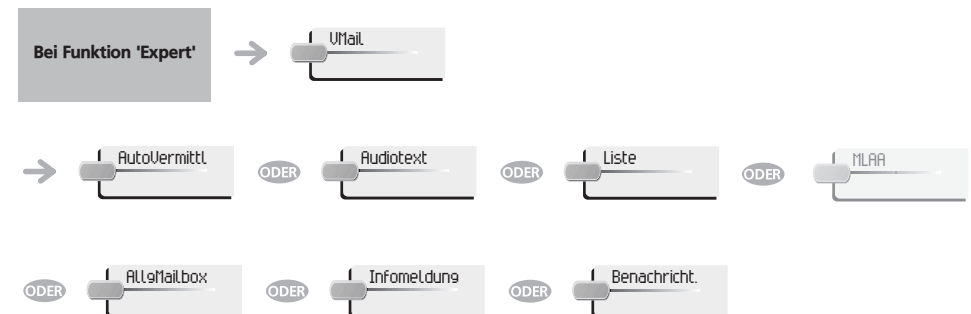 Bei Funktion 'Expert'
VMail
AutoVermittl
ODER
Audiotext
ODER
Liste
ODER
MLAA
ODER
AllgMailbox
ODER
Infomeldung
ODER
Benachricht.